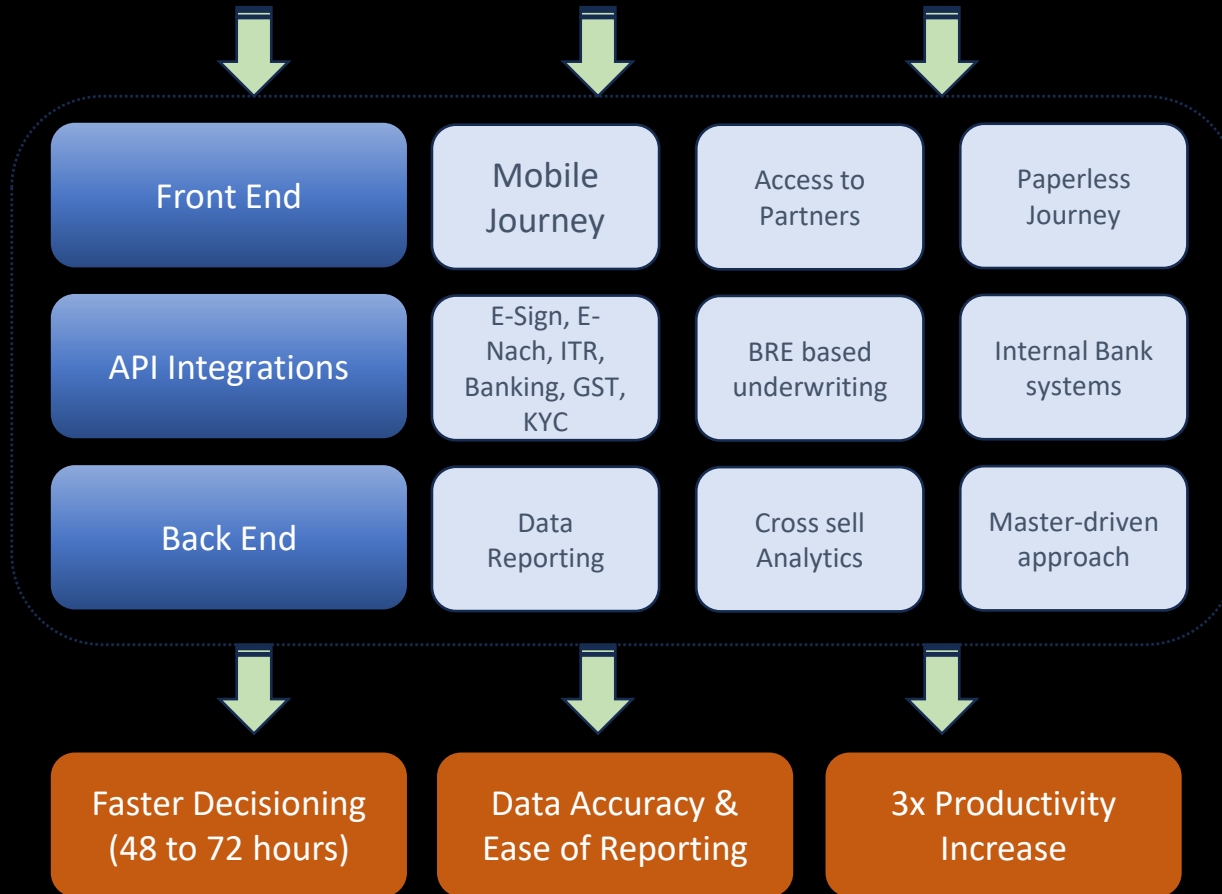 Front End
Mobile
Journey
Access to
Partners
Paperless
Journey
API Integrations
E-Sign, E-
Nach, ITR,
Banking, GST,
KYC
BRE based
underwriting
Internal Bank
systems
Back End
Data
Reporting
Cross sell
Analytics
Master-driven
approach
Faster Decisioning
(48 to 72 hours)
Data Accuracy &
Ease of Reporting
3x Productivity
Increase